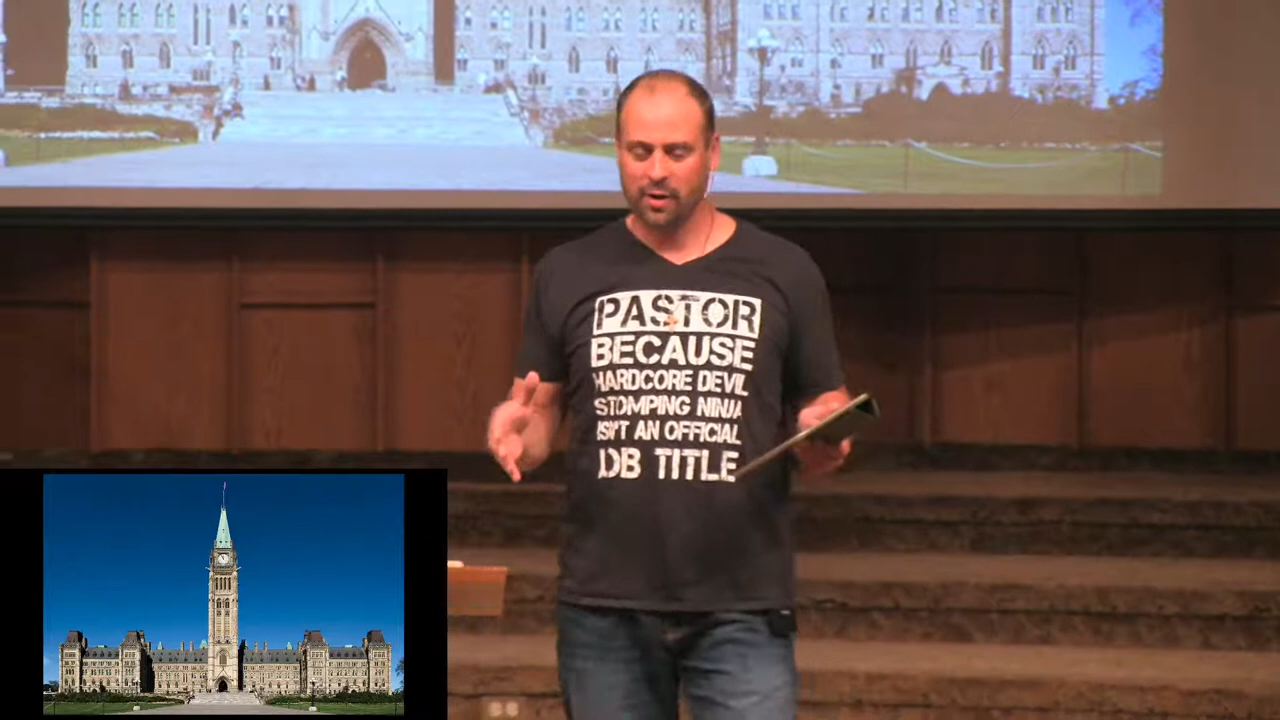 PASTOR
BECAUSE
HARDCORE DEVIL
STOMPING NINJA
ISN'T AN OFFICIAL
JOB TITLE